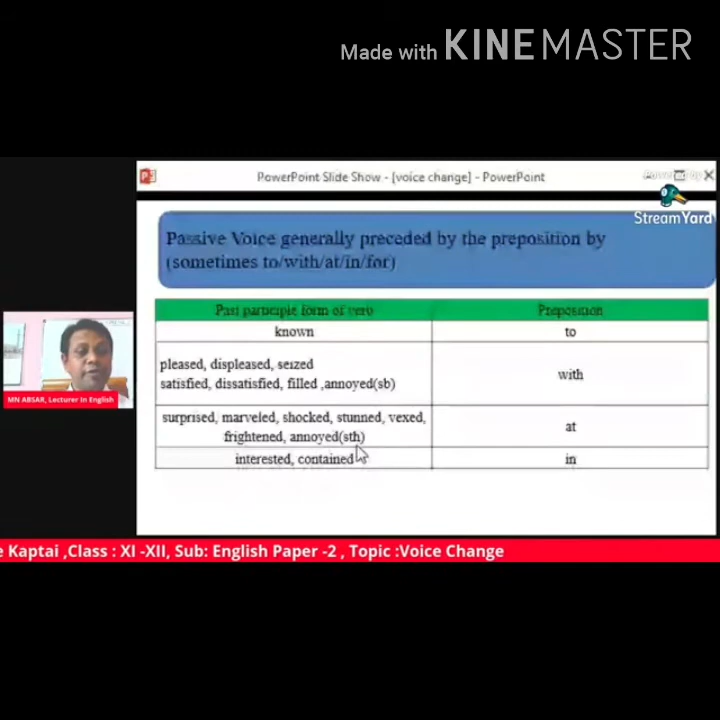 Made with KINEMASTER
PowerPoint Slide Show - [voice change] - PowerPoint
StreamYard
Passive Voice generally preceded by the preposition by
(sometimes to/with/at/in/for)
Past participle form of verb Preposition
known to
pleased, displeased, seized
satisfied, dissatisfied, filled ,annoyed(sb) with
surprised, marveled, shocked, stunned, vexed,
frightened, annoyed(sth) at
interested, contained in
MN ABSAR, Lecturer In English
e Kaptai ,Class : XI -XII, Sub: English Paper -2 , Topic :Voice Change